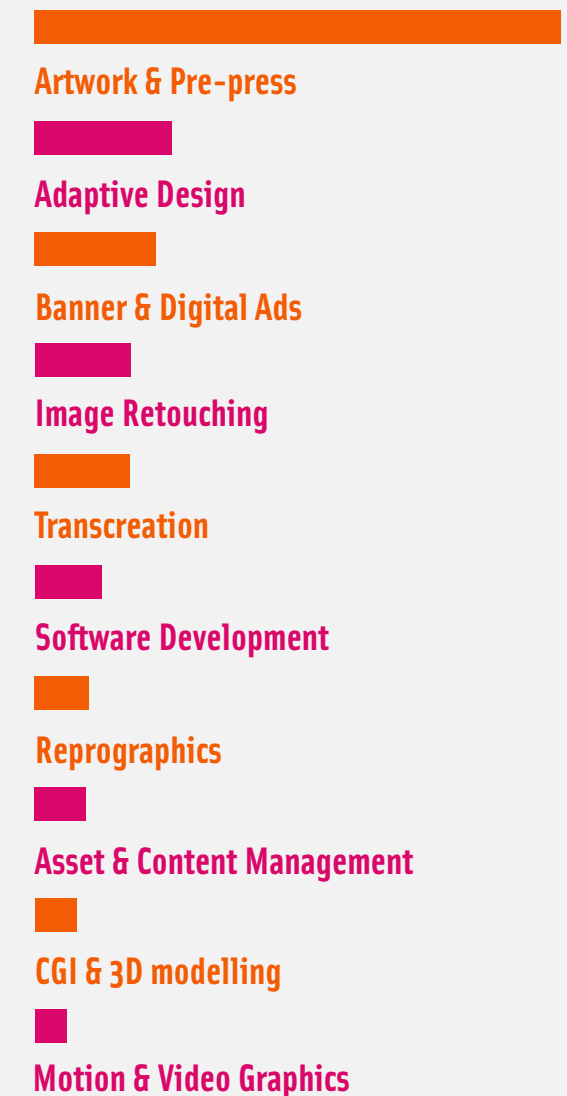 Artwork & Pre-press
Adaptive Design
Banner & Digital Ads
Image Retouching
Transcreation
Software Development
Reprographics
Asset & Content Management
CGI & 3D modelling
Motion & Video Graphics